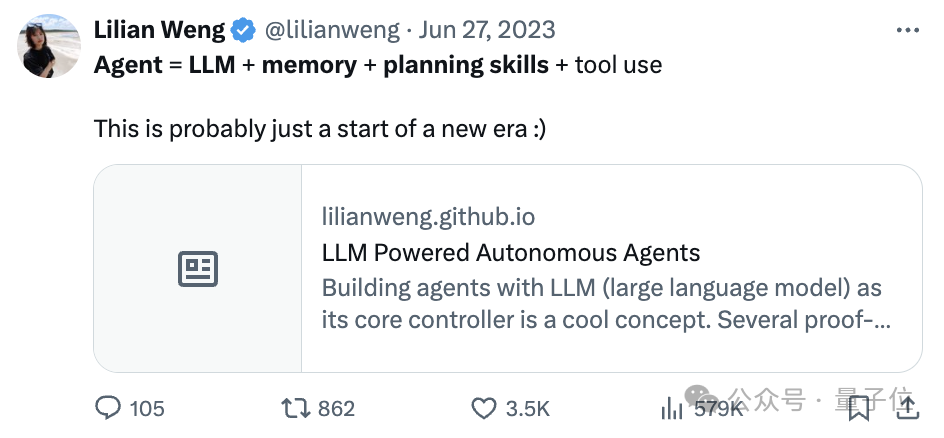 Lilian Weng @lilianweng · Jun 27, 2023
Agent = LLM + memory + planning skills + tool use
This is probably just a start of a new era :)
lilianweng.github.io
LLM Powered Autonomous Agents
Building agents with LLM (large language model) as
its core controller is a cool concept. Several proof-...
105 862 3.5K 579K
公众号 · 量子位